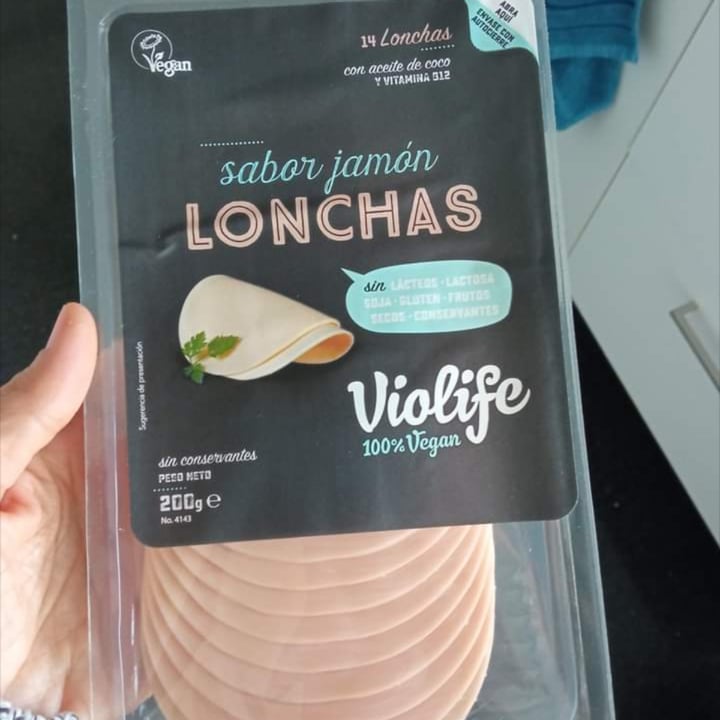 Vegan
14 Lonchas
con aceite de coco
Y VITAMINA B12
ABRA
AQUÍ
ENVASE CON
AUTOCIERRE
sabor jamón
LONCHAS
sin LÁCTEOS · LACTOSA
SOJA · GLUTEN · FRUTOS
SECOS · CONSERVANTES
Sugerencia de presentación
Violife
100% Vegan
sin conservantes
PESO NETO
200g e
No. 4143